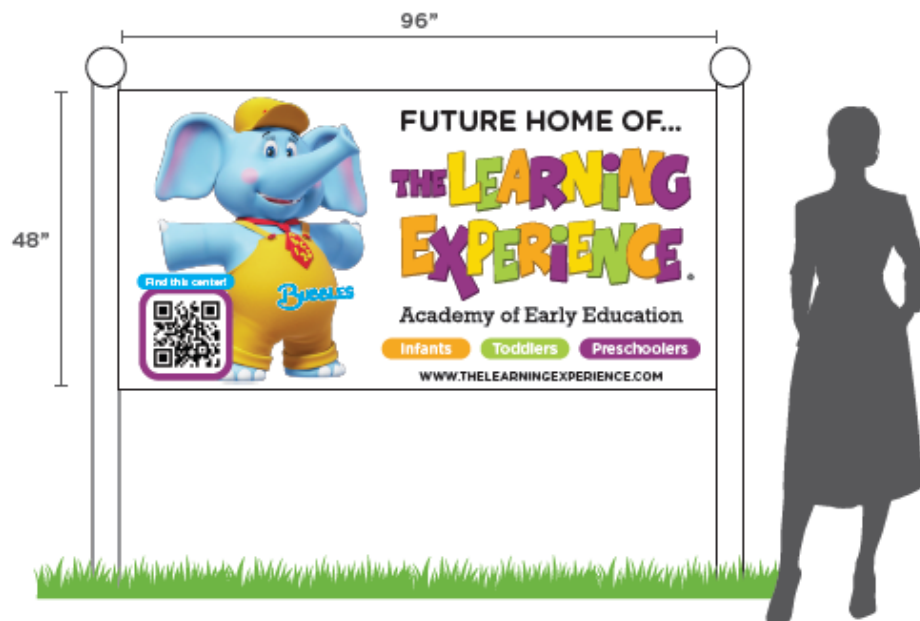 96”
48”
FUTURE HOME OF...
THE LEARNING
EXPERIENCE.
Find this center!
BUBBLES
Academy of Early Education
Infants Toddlers Preschoolers
WWW.THELEARNINGEXPERIENCE.COM